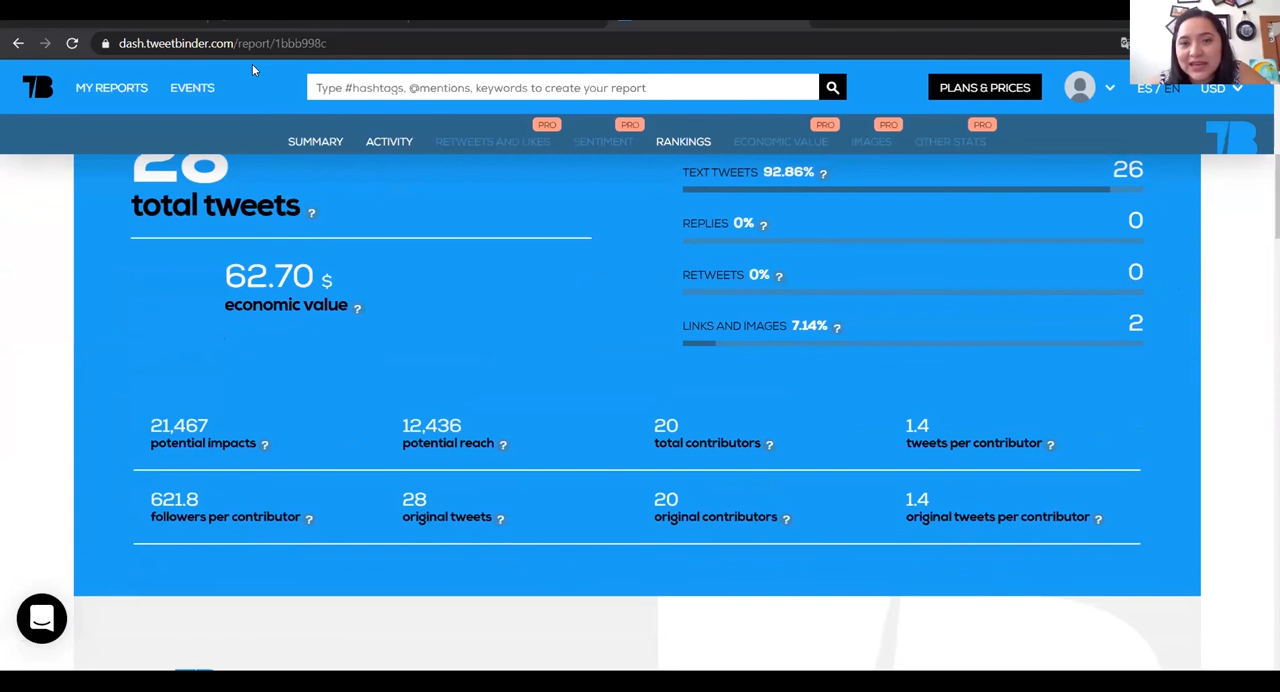 dash.tweetbinder.com/report/1bbb998c
TB MY REPORTS EVENTS Type #hashtags, @mentions, keywords to create your report PLANS & PRICES ES / EN USD
SUMMARY ACTIVITY RETWEETS AND LIKES PRO SENTIMENT PRO RANKINGS ECONOMIC VALUE PRO IMAGES PRO OTHER STATS PRO TB
28
total tweets ?
62.70 $
economic value ?
TEXT TWEETS 92.86% ? 26
REPLIES 0% ? 0
RETWEETS 0% ? 0
LINKS AND IMAGES 7.14% ? 2
21,467 12,436 20 1.4
potential impacts ? potential reach ? total contributors ? tweets per contributor ?
621.8 28 20 1.4
followers per contributor ? original tweets ? original contributors ? original tweets per contributor ?